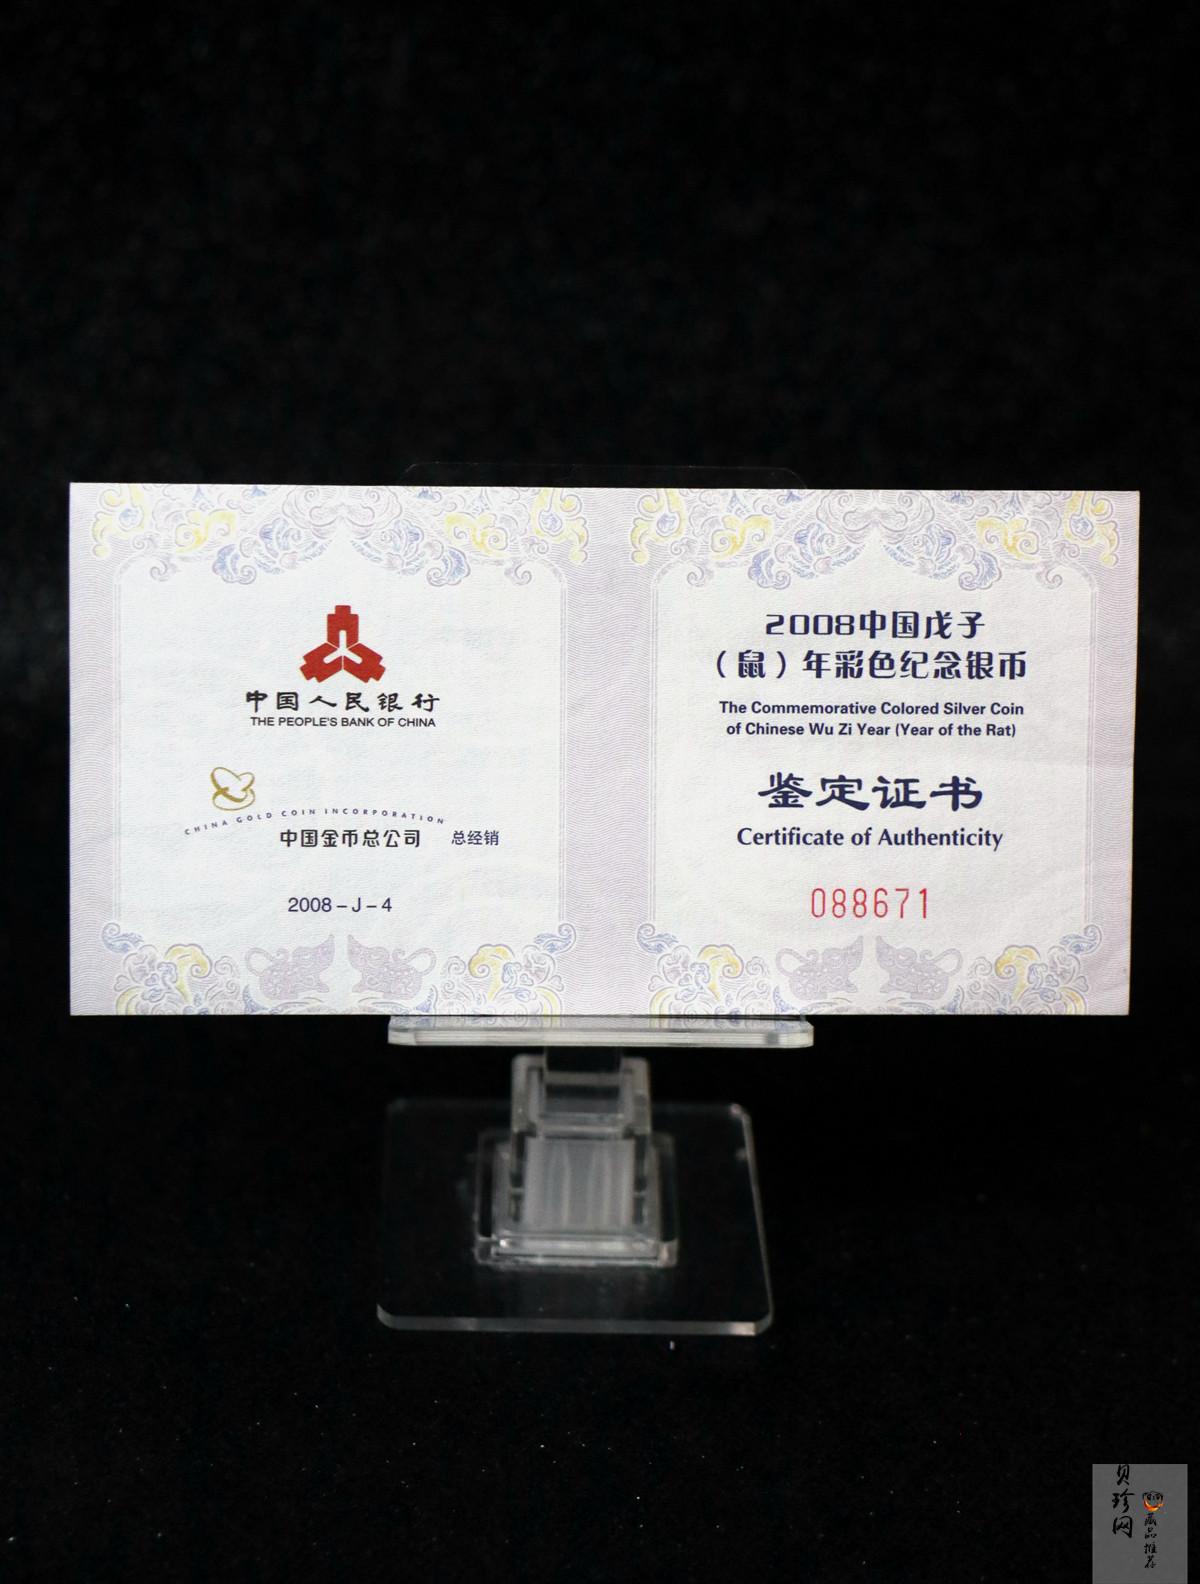 中国人民银行
THE PEOPLE'S BANK OF CHINA
CHINA GOLD COIN INCORPORATION
中国金币总公司 总经销
2008–J–4
2008中国戊子
（鼠）年彩色纪念银币
The Commemorative Colored Silver Coin
of Chinese Wu Zi Year (Year of the Rat)
鉴定证书
Certificate of Authenticity
088671
贝珍网
藏品推荐